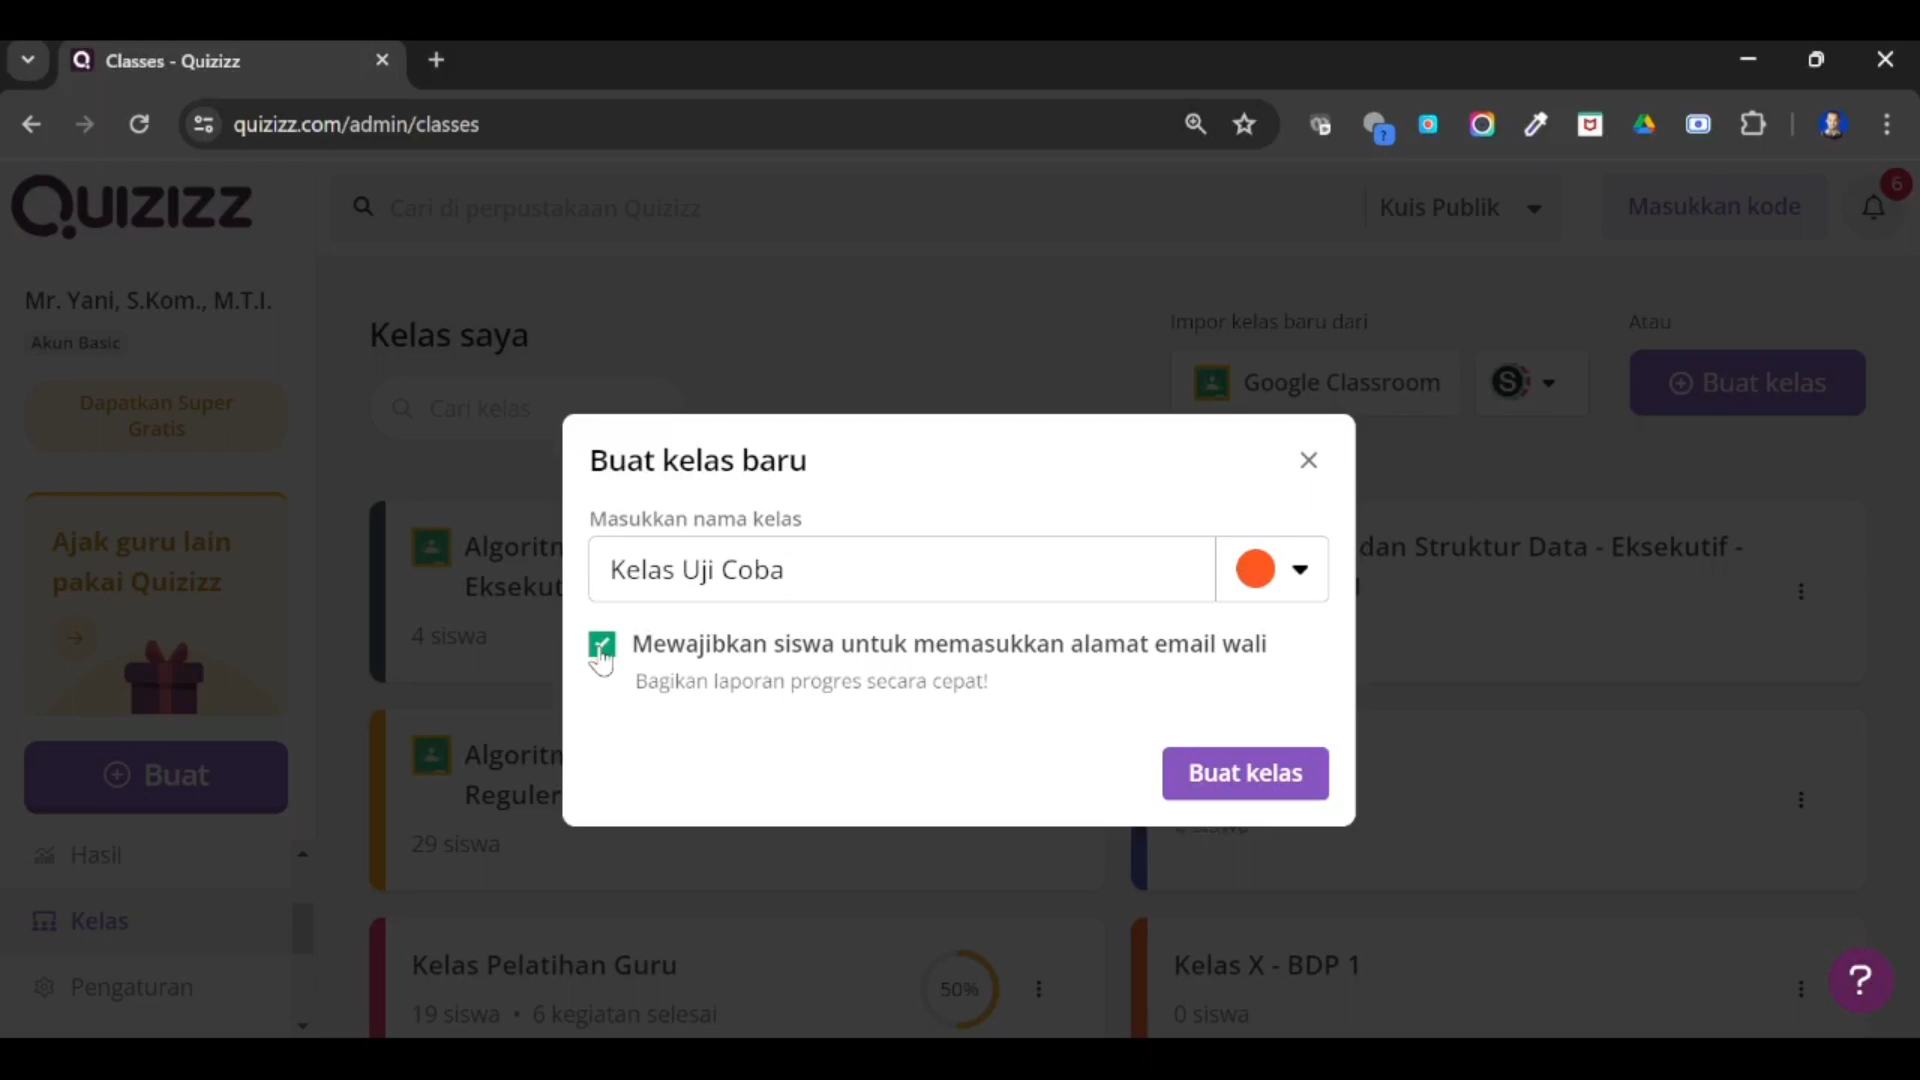 Classes - Quizizz
quizizz.com/admin/classes
QUIZIZZ
Cari di perpustakaan Quizizz
Kuis Publik
Masukkan kode
6
Mr. Yani, S.Kom., M.T.I.
Akun Basic
Dapatkan Super
Gratis
Ajak guru lain
pakai Quizizz
Buat
Hasil
Kelas
Pengaturan
Kelas saya
Cari kelas
Impor kelas baru dari
Google Classroom
Atau
Buat kelas
Buat kelas baru
Masukkan nama kelas
Kelas Uji Coba
Mewajibkan siswa untuk memasukkan alamat email wali
Bagikan laporan progres secara cepat!
Buat kelas
4 siswa
dan Struktur Data - Eksekutif -
Reguler
29 siswa
Kelas Pelatihan Guru
19 siswa • 6 kegiatan selesai
50%
Kelas X - BDP 1
0 siswa
?